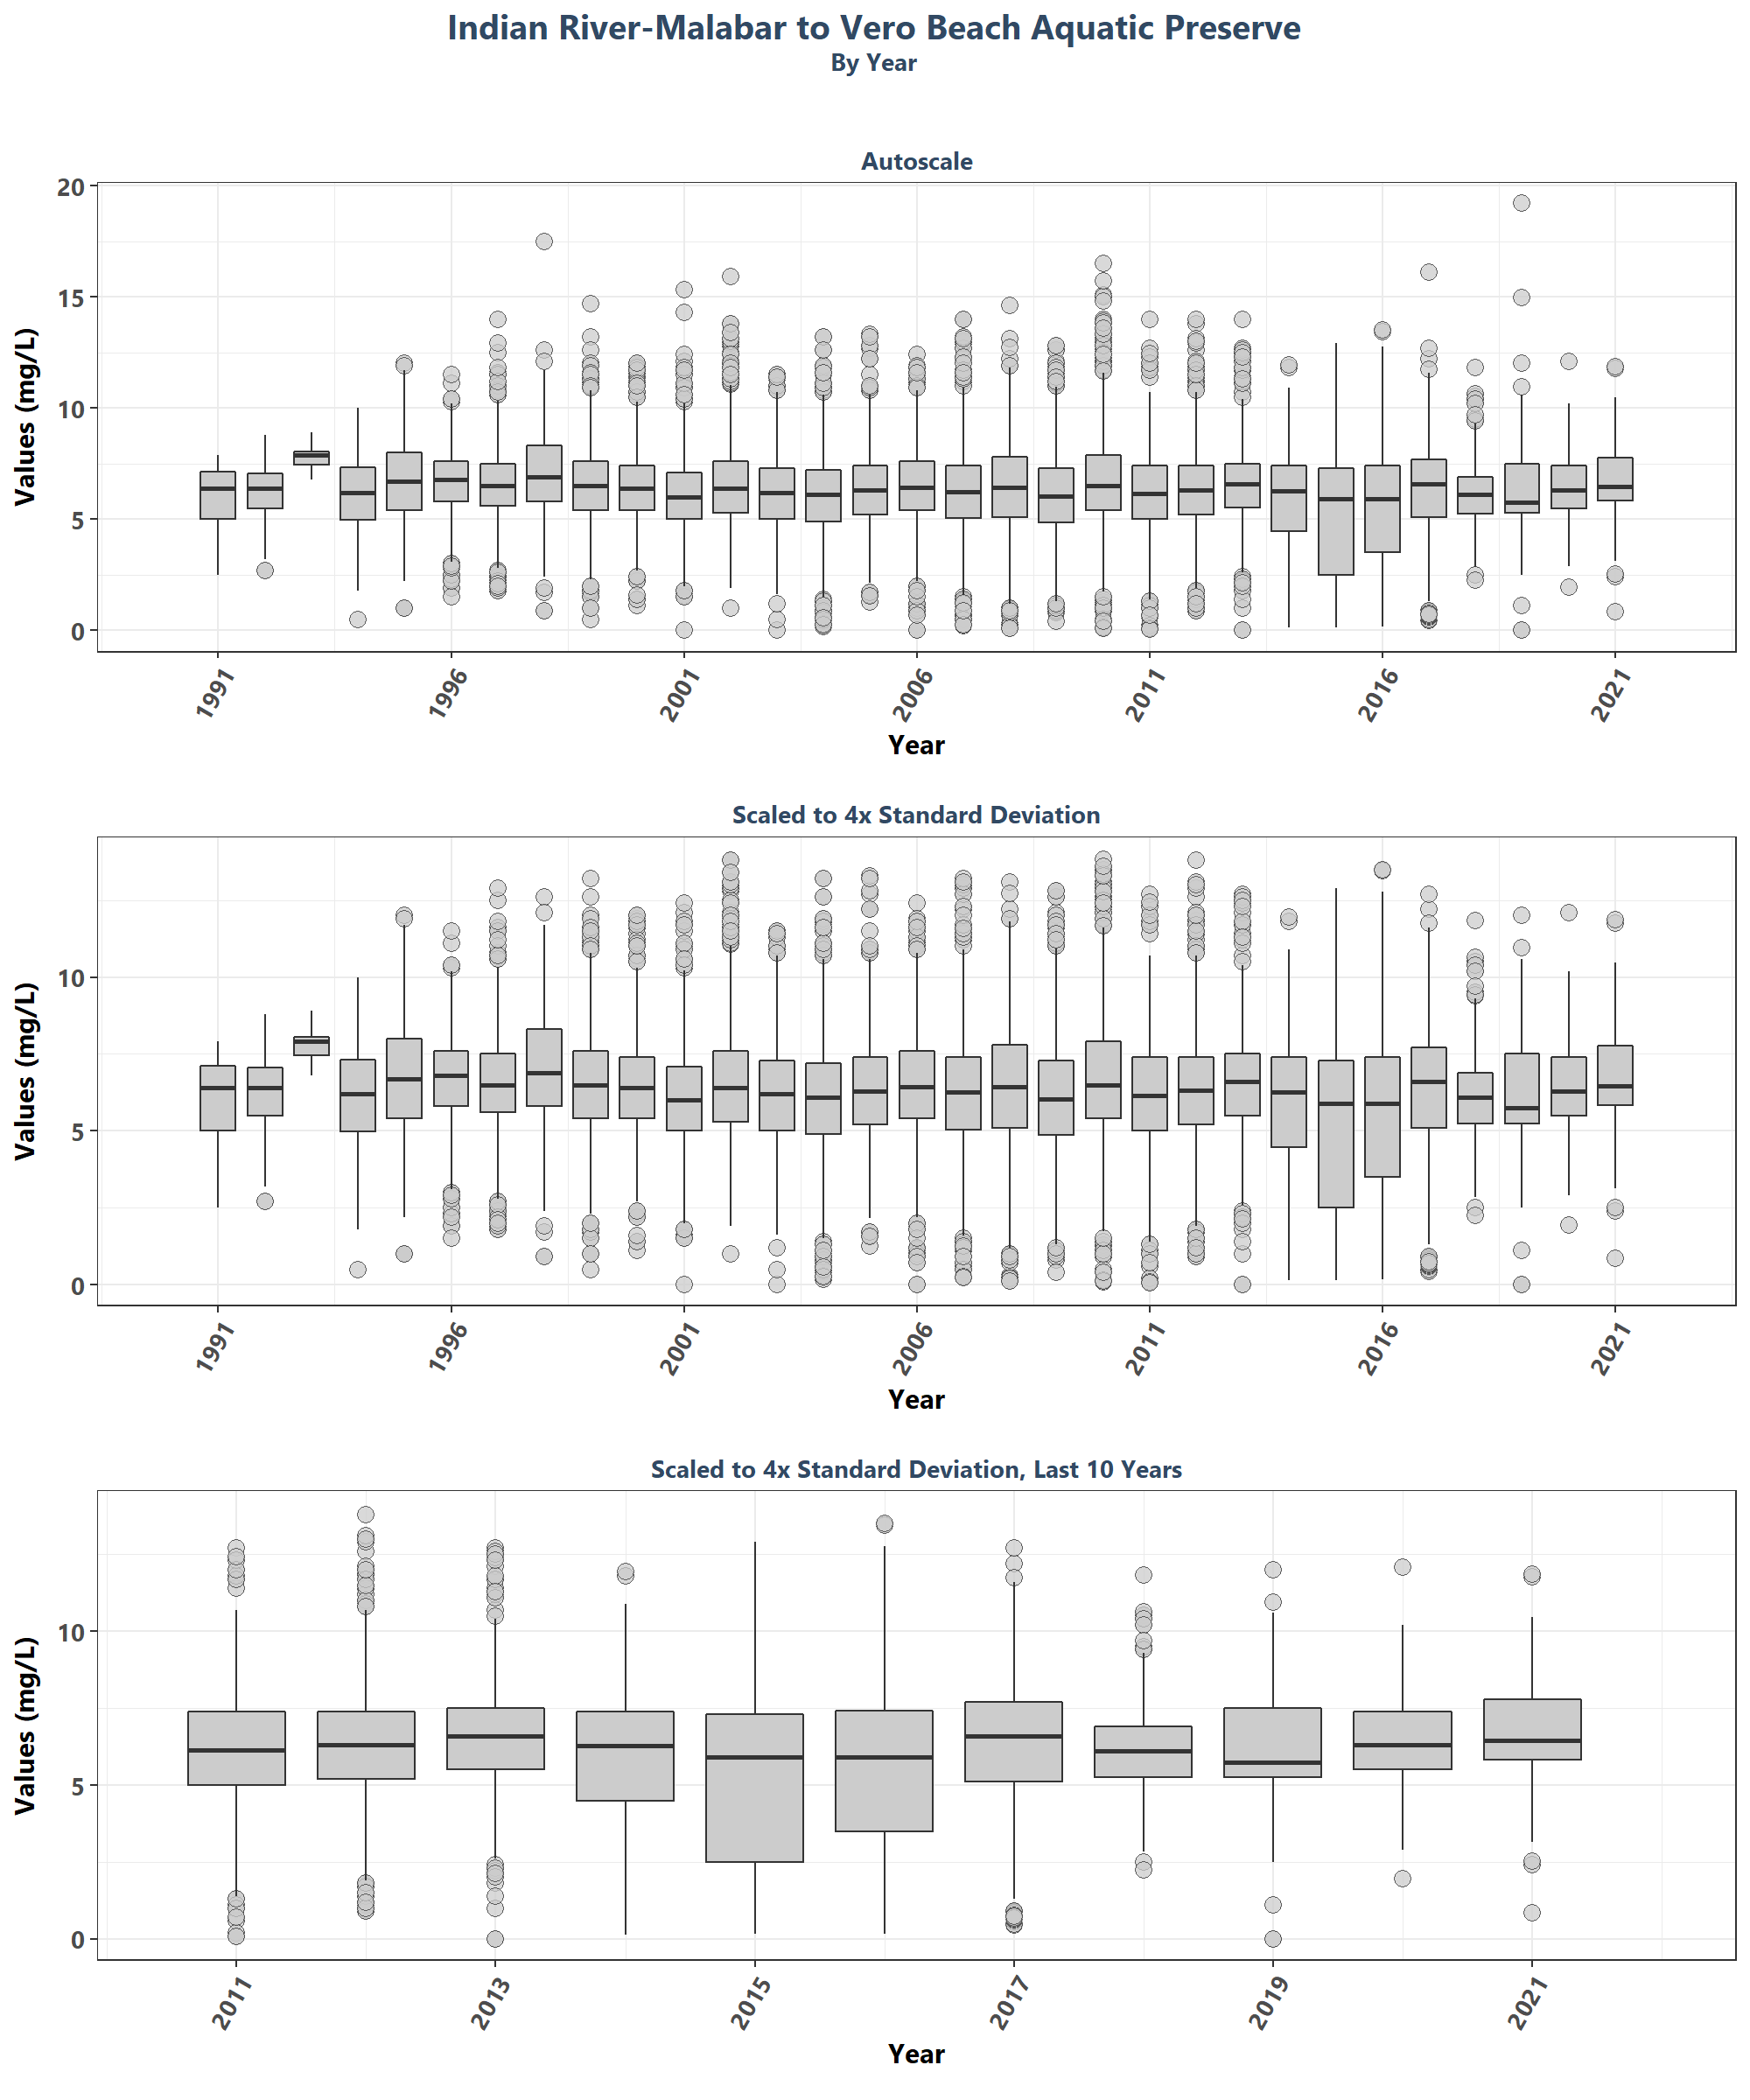 Indian River-Malabar to Vero Beach Aquatic Preserve
By Year
Autoscale
Values (mg/L)
20
15
10
5
0
1991
1996
2001
2006
2011
2016
2021
Year
Scaled to 4x Standard Deviation
Values (mg/L)
10
5
0
1991
1996
2001
2006
2011
2016
2021
Year
Scaled to 4x Standard Deviation, Last 10 Years
Values (mg/L)
10
5
0
2011
2013
2015
2017
2019
2021
Year